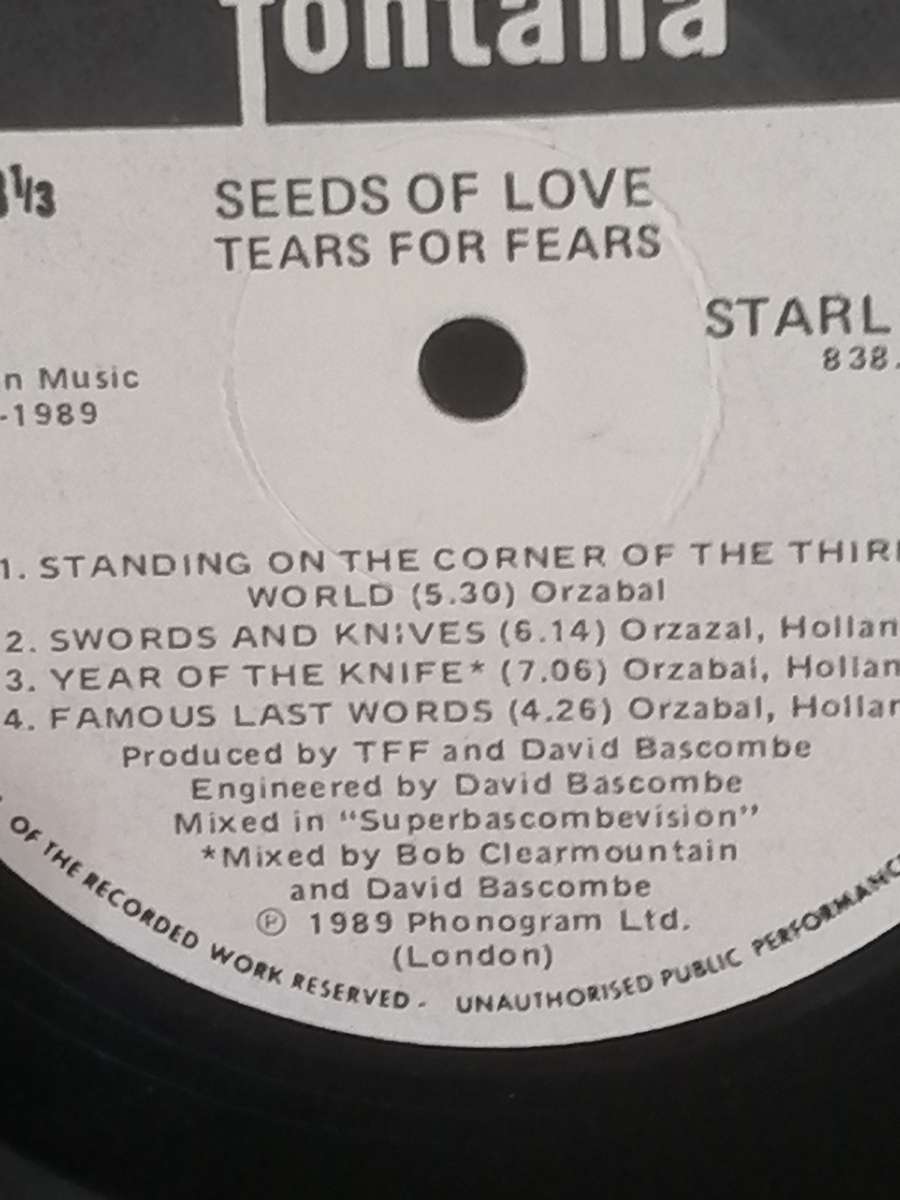 fontana
31/3
SEEDS OF LOVE
TEARS FOR FEARS
STARL
838.
n Music
-1989
1. STANDING ON THE CORNER OF THE THIR
WORLD (5.30) Orzabal
2. SWORDS AND KNIVES (6.14) Orzazal, Hollan
3. YEAR OF THE KNIFE* (7.06) Orzabal, Hollan
4. FAMOUS LAST WORDS (4.26) Orzabal, Hollan
Produced by TFF and David Bascombe
Engineered by David Bascombe
Mixed in "Superbascombevision"
*Mixed by Bob Clearmountain
and David Bascombe
℗ 1989 Phonogram Ltd.
(London)
OF THE RECORDED WORK RESERVED - UNAUTHORISED PUBLIC PERFORMANC